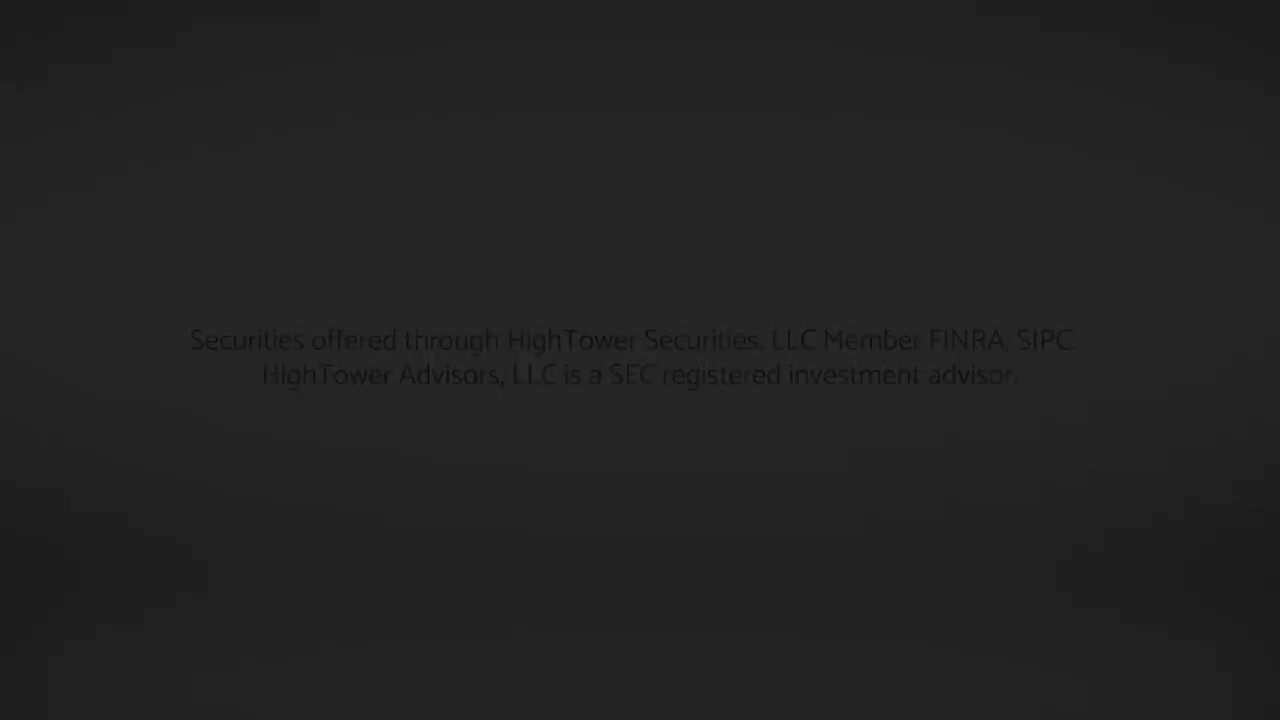 Securities offered through HighTower Securities, LLC Member FINRA, SIPC.
HighTower Advisors, LLC is a SEC registered investment advisor.